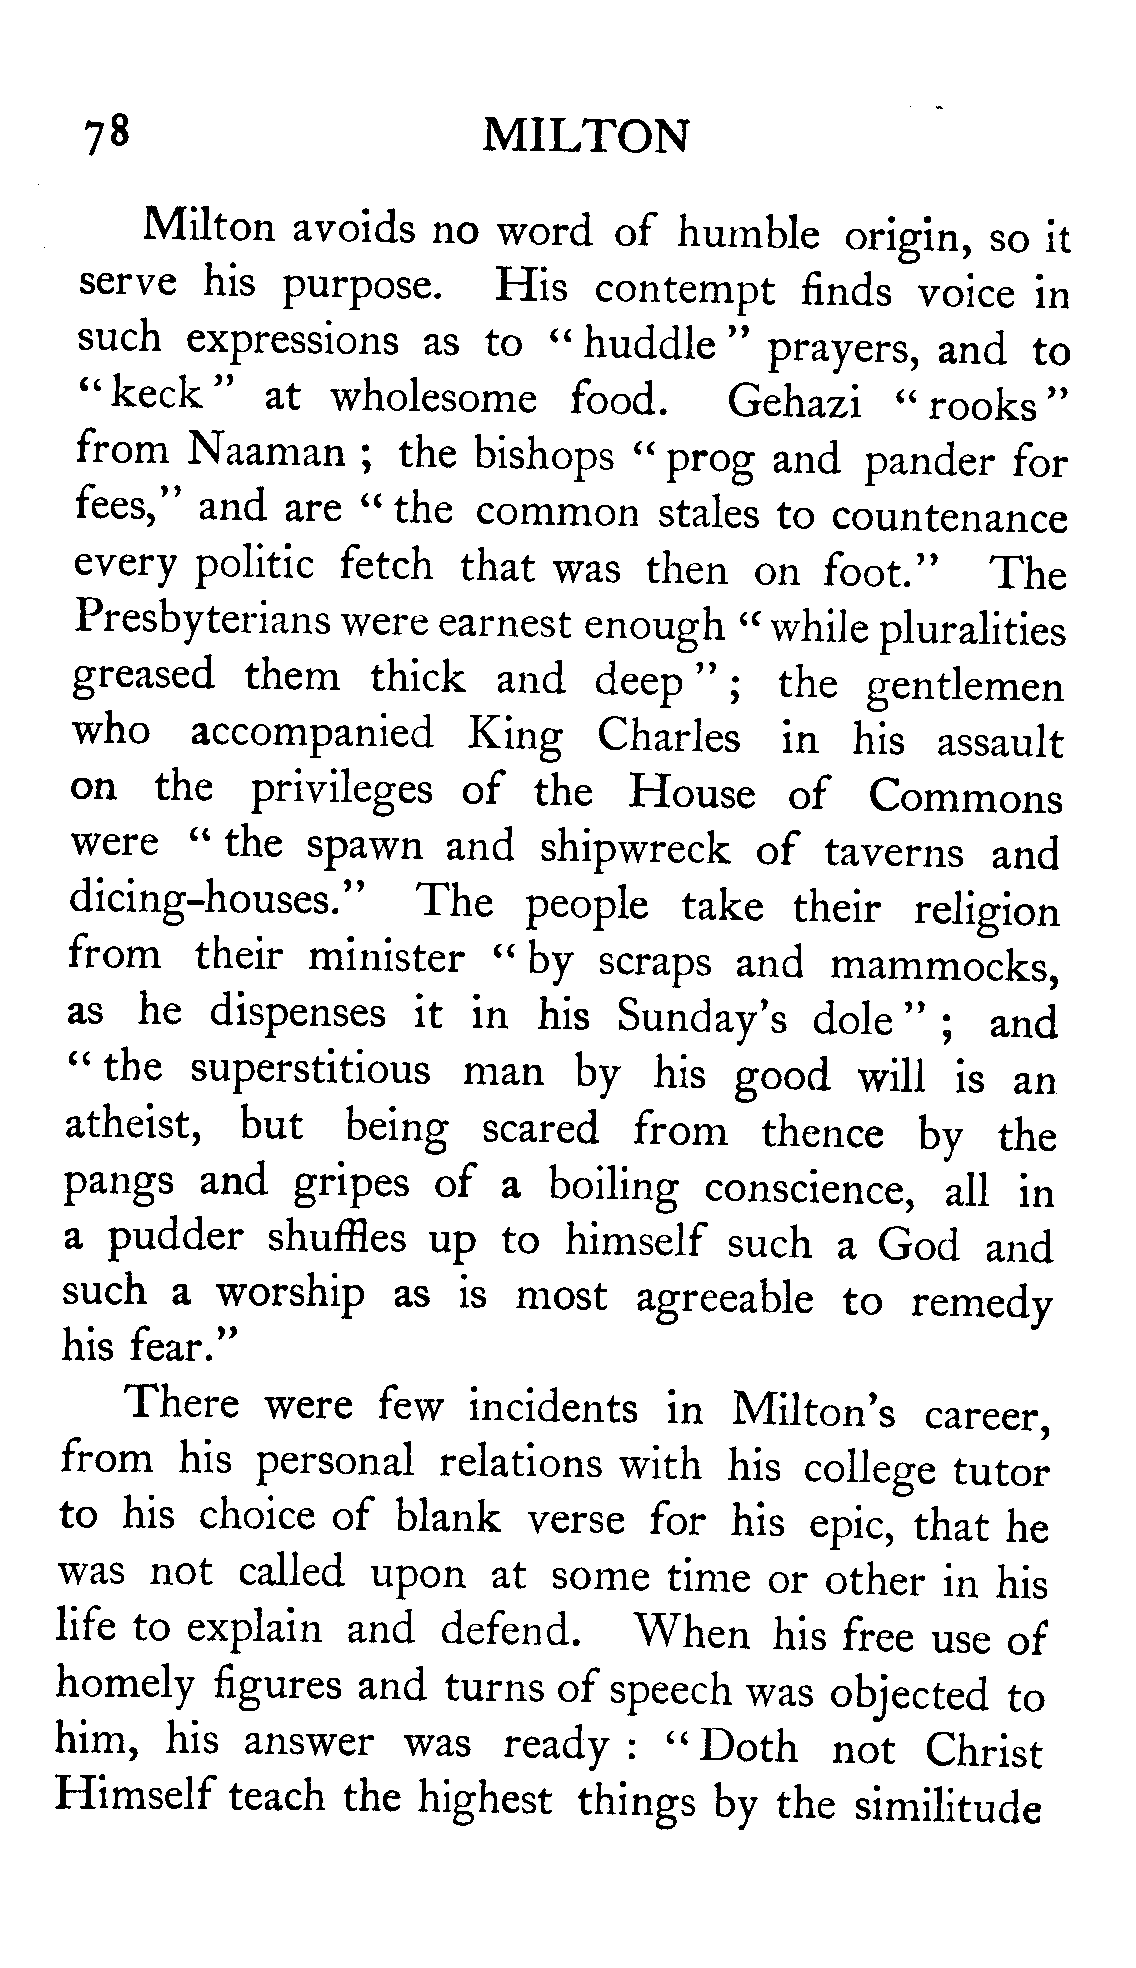 78 MILTON
Milton avoids no word of humble origin, so it
serve his purpose. His contempt finds voice in
such expressions as to “ huddle ” prayers, and to
“ keck ” at wholesome food. Gehazi “ rooks ”
from Naaman ; the bishops “ prog and pander for
fees,” and are “ the common stales to countenance
every politic fetch that was then on foot.” The
Presbyterians were earnest enough “ while pluralities
greased them thick and deep ” ; the gentlemen
who accompanied King Charles in his assault
on the privileges of the House of Commons
were “ the spawn and shipwreck of taverns and
dicing-houses.” The people take their religion
from their minister “ by scraps and mammocks,
as he dispenses it in his Sunday’s dole ” ; and
“ the superstitious man by his good will is an
atheist, but being scared from thence by the
pangs and gripes of a boiling conscience, all in
a pudder shuffles up to himself such a God and
such a worship as is most agreeable to remedy
his fear.”
There were few incidents in Milton’s career,
from his personal relations with his college tutor
to his choice of blank verse for his epic, that he
was not called upon at some time or other in his
life to explain and defend. When his free use of
homely figures and turns of speech was objected to
him, his answer was ready : “ Doth not Christ
Himself teach the highest things by the similitude